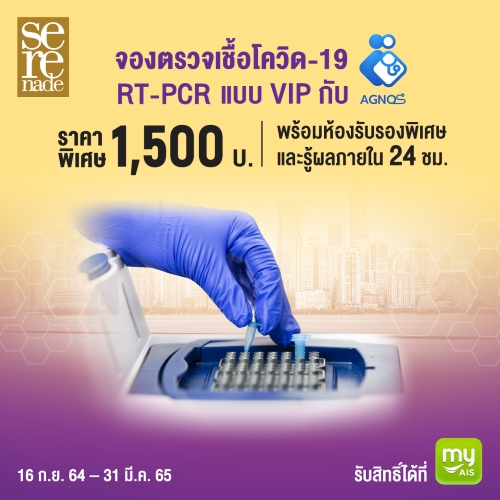 se
re
nade
จองตรวจเชื้อโควิด-19
RT-PCR แบบ VIP กับ
AGNOS
ราคา
พิเศษ 1,500 บ.
พร้อมห้องรับรองพิเศษ
และรู้ผลภายใน 24 ชม.
16 ก.ย. 64 – 31 มี.ค. 65
รับสิทธิ์ได้ที่
my
AIS